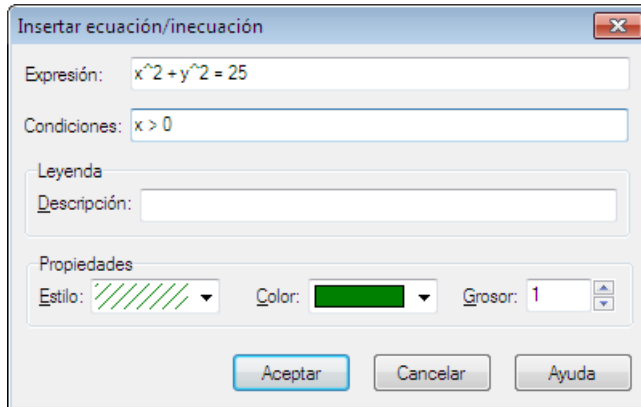 Insertar ecuación/inecuación
Expresión: x^2 + y^2 = 25
Condiciones: x > 0
Leyenda
Descripción:
Propiedades
Estilo: Color: Grosor: 1
Aceptar Cancelar Ayuda